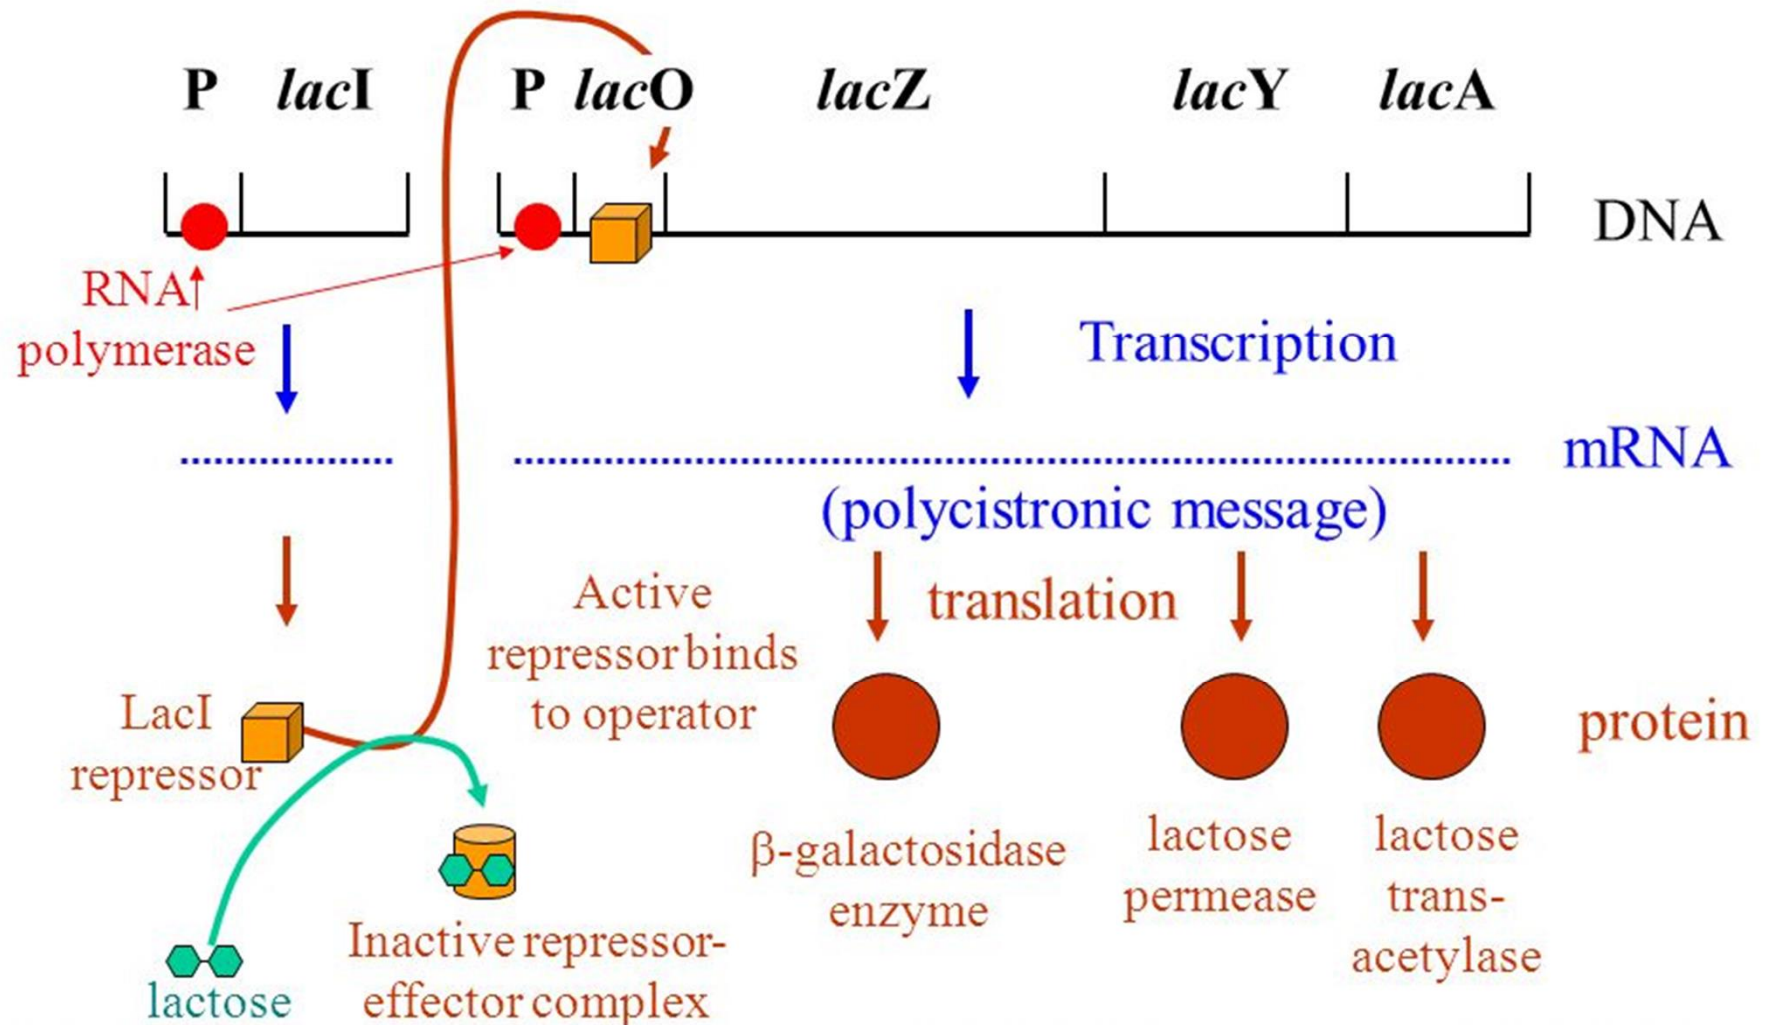 P lacI P lacO lacZ lacY lacA
DNA
RNA
polymerase
Transcription
mRNA
(polycistronic message)
Active
repressor binds
to operator
translation
LacI
repressor
protein
β-galactosidase
enzyme
lactose
permease
lactose
trans-
acetylase
Inactive repressor-
effector complex
lactose